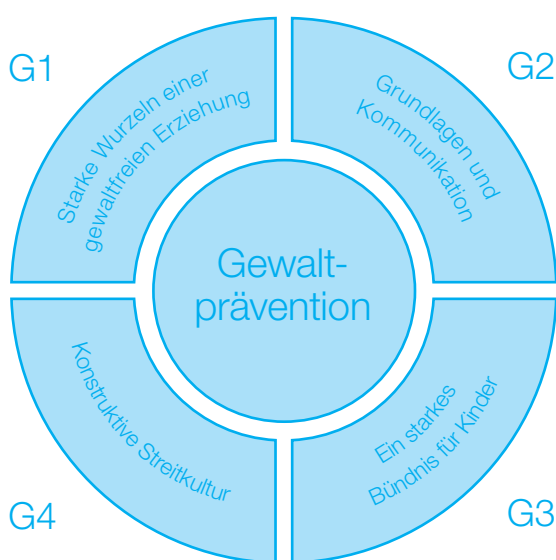 G1
Starke Wurzeln einer
gewaltfreien Erziehung
G2
Grundlagen und
Kommunikation
Gewalt-
prävention
G4
Konstruktive Streitkultur
G3
Ein starkes
Bündnis für Kinder